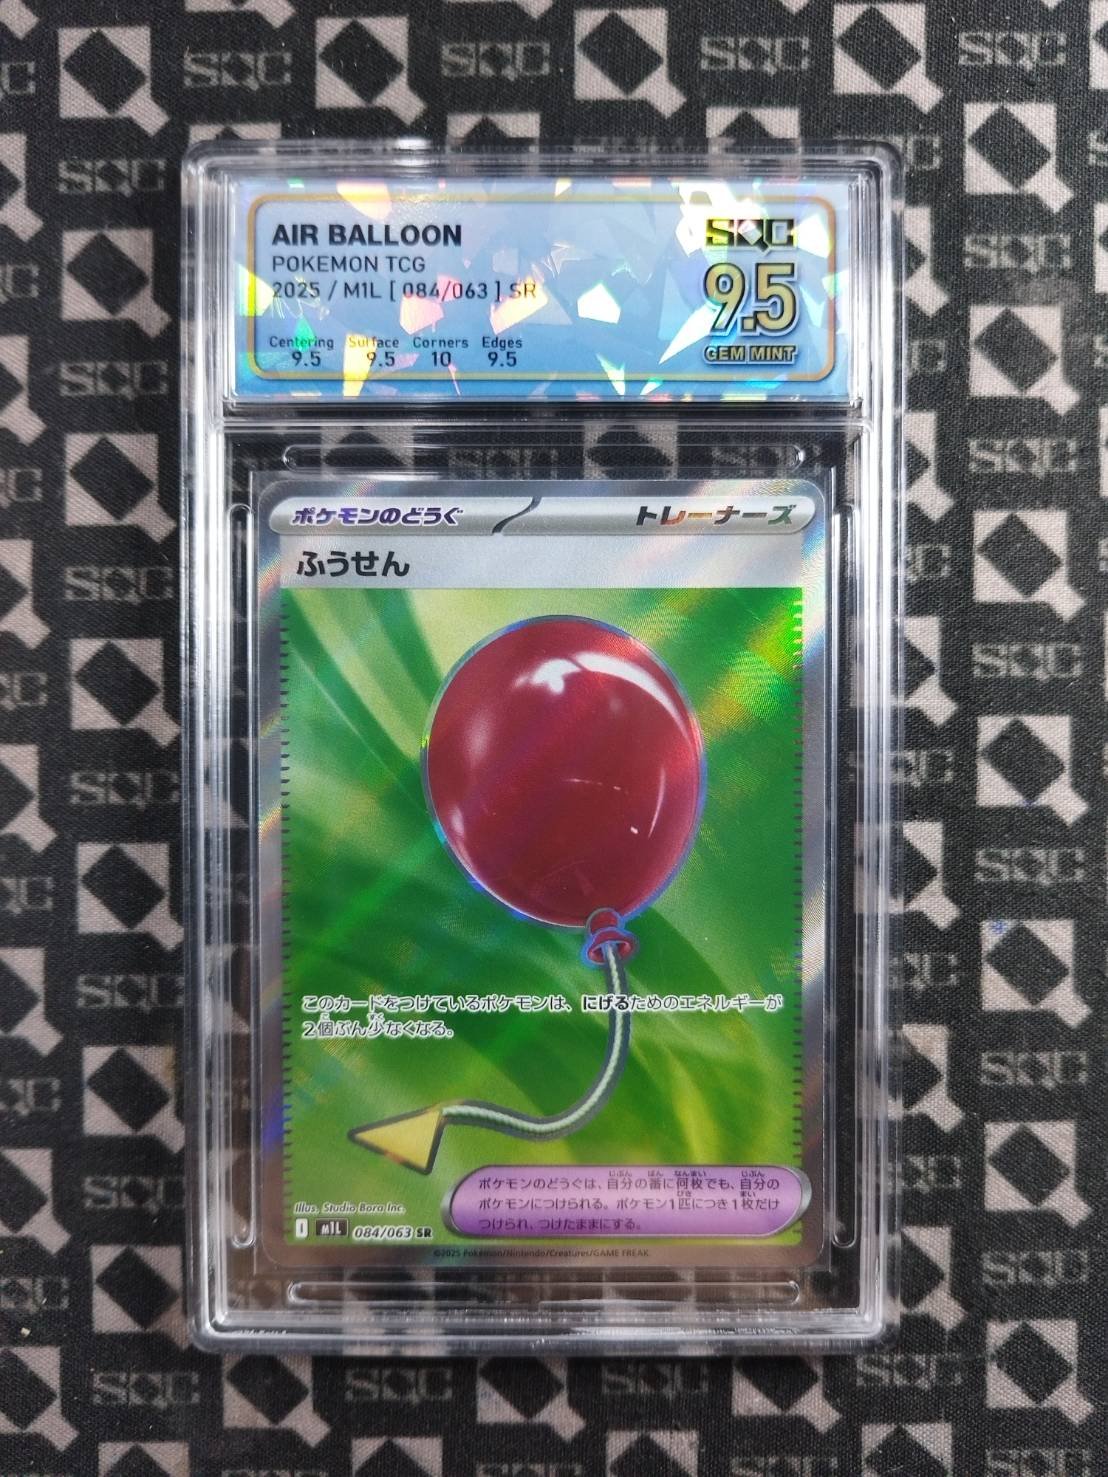 AIR BALLOON
POKEMON TCG
2025 / M1L [ 084/063 ] SR
Centering Surface Corners Edges
9.5 9.5 10 9.5
SQC
9.5
GEM MINT
ポケモンのどうぐ トレーナーズ
ふうせん
このカードをつけているポケモンは、にげるためのエネルギーが
2個ぶん少なくなる。
ポケモンのどうぐは、自分の番に何枚でも、自分の
ポケモンにつけられる。ポケモン1匹につき1枚だけ
つけられ、つけたままにする。
Illus. Studio Bora Inc.
I M1L 084/063 SR
©2025 Pokémon/Nintendo/Creatures/GAME FREAK.